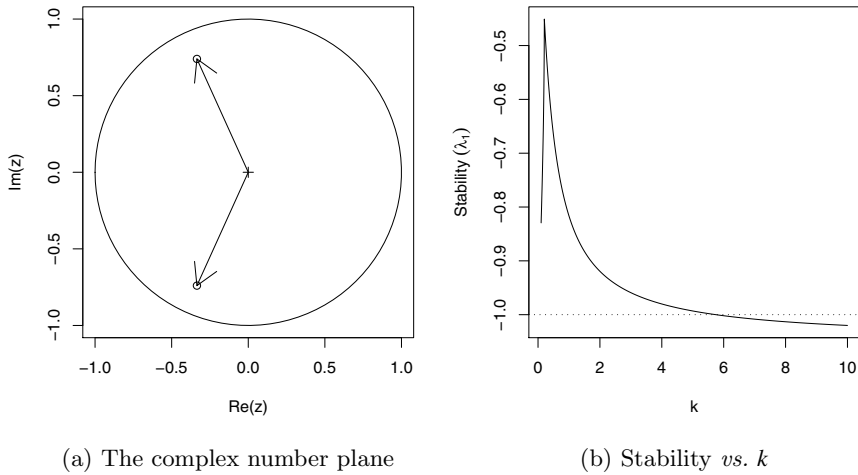 1.0
0.5
0.0
−0.5
−1.0
Im(z)
−1.0 −0.5 0.0 0.5 1.0
Re(z)
(a) The complex number plane
−0.5
−0.6
−0.7
−0.8
−0.9
−1.0
Stability (λ1)
0 2 4 6 8 10
k
(b) Stability vs. k